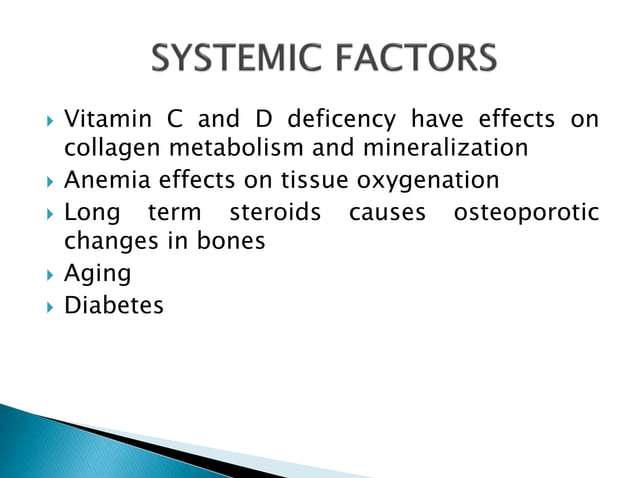 SYSTEMIC FACTORS
Vitamin C and D deficency have effects on
collagen metabolism and mineralization
Anemia effects on tissue oxygenation
Long term steroids causes osteoporotic
changes in bones
Aging
Diabetes